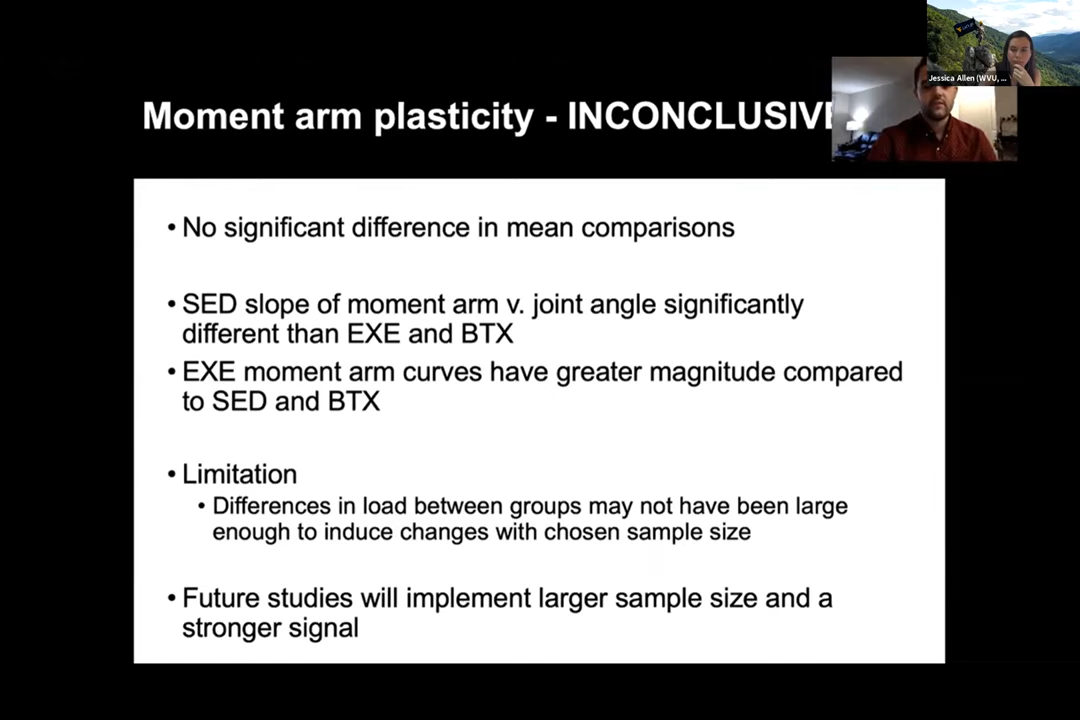 Jessica Allen (WVU, ...
Moment arm plasticity - INCONCLUSIV
• No significant difference in mean comparisons
• SED slope of moment arm v. joint angle significantly
different than EXE and BTX
• EXE moment arm curves have greater magnitude compared
to SED and BTX
• Limitation
• Differences in load between groups may not have been large
enough to induce changes with chosen sample size
• Future studies will implement larger sample size and a
stronger signal